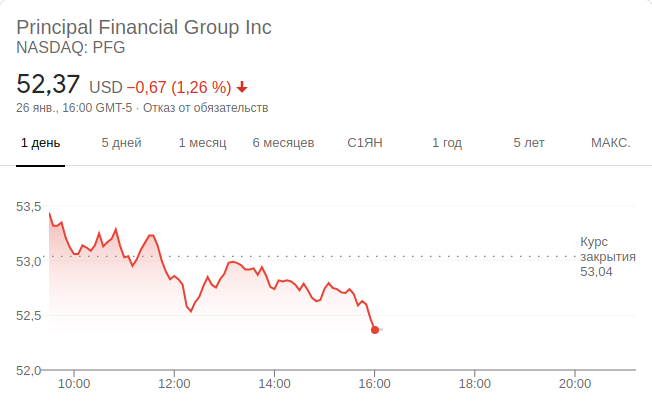 Principal Financial Group Inc
NASDAQ: PFG
52,37 USD −0,67 (1,26 %)
26 янв., 16:00 GMT-5 · Отказ от обязательств
1 день 5 дней 1 месяц 6 месяцев С1ЯН 1 год 5 лет МАКС.
53,5
53,0
52,5
52,0
Курс
закрытия
53,04
10:00 12:00 14:00 16:00 18:00 20:00